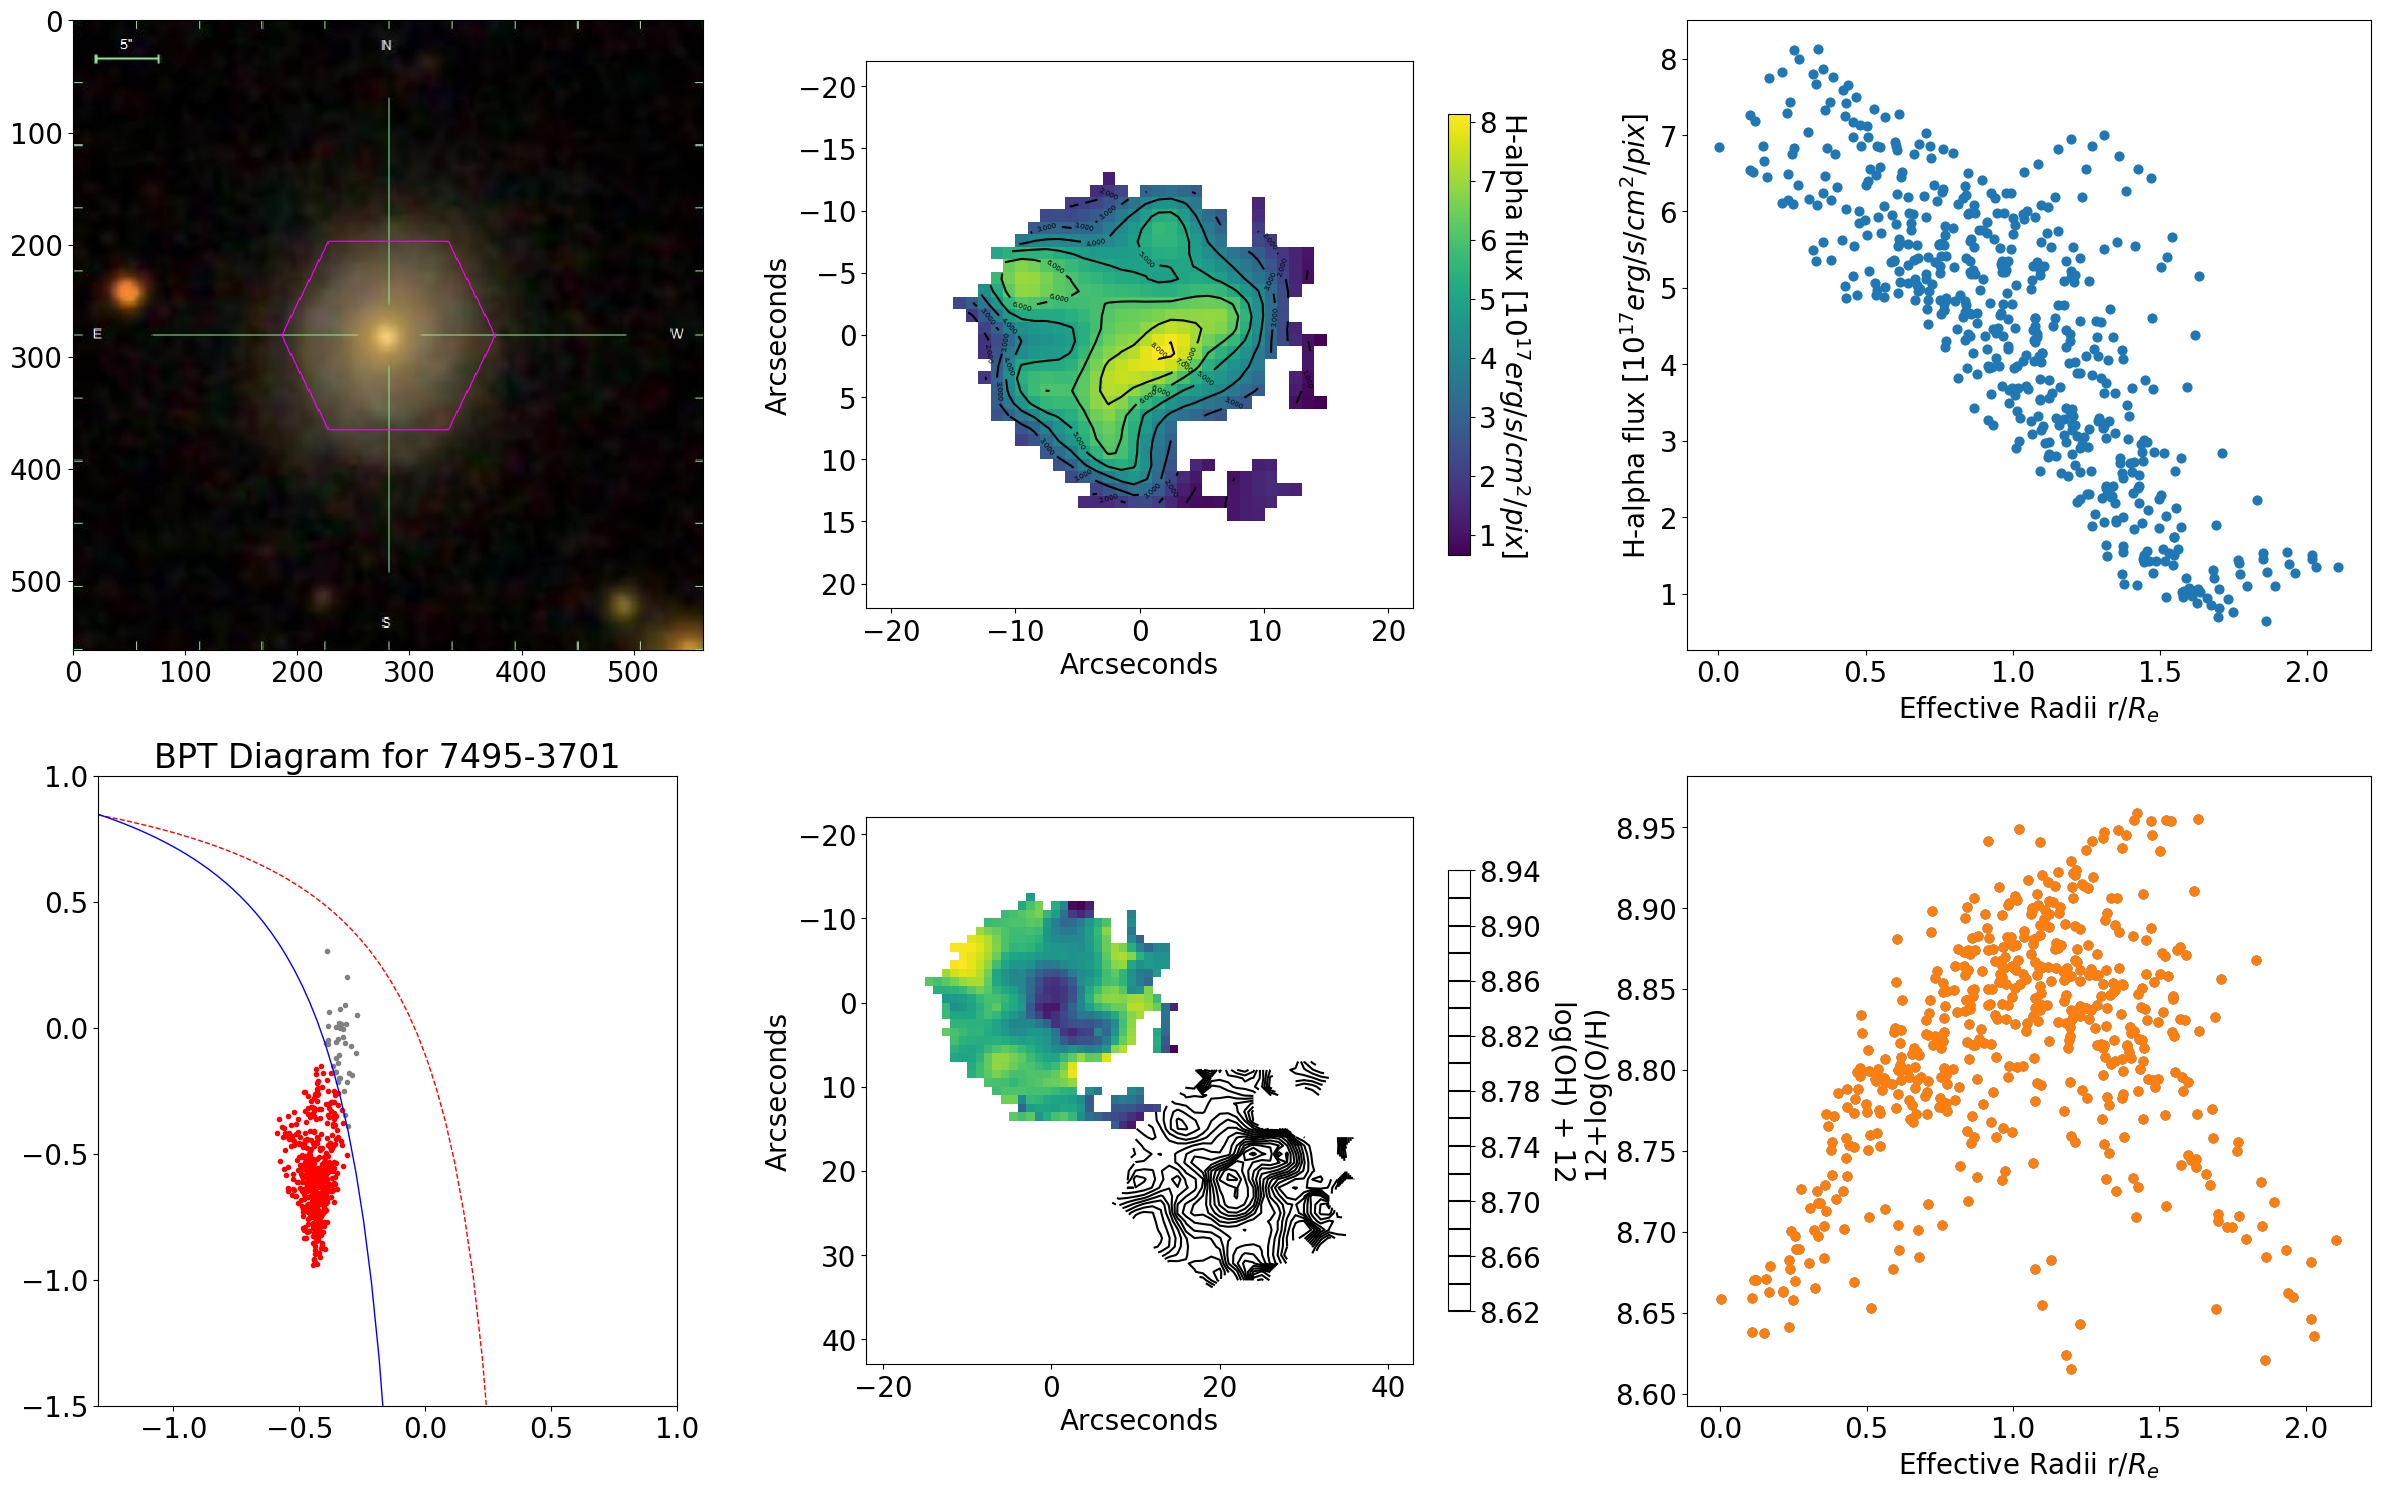 0
100
200
300
400
500
0 100 200 300 400 500
5"
N
E
W
S
−20
−15
−10
−5
0
5
10
15
20
−20 −10 0 10 20
Arcseconds
Arcseconds
8
7
6
5
4
3
2
1
H-alpha flux [10^17 erg/s/cm^2/pix]
8
7
6
5
4
3
2
1
H-alpha flux [10^17 erg/s/cm^2/pix]
0.0 0.5 1.0 1.5 2.0
Effective Radii r/R_e
BPT Diagram for 7495-3701
1.0
0.5
0.0
−0.5
−1.0
−1.5
−1.0 −0.5 0.0 0.5 1.0
−20
−10
0
10
20
30
40
Arcseconds
−20 0 20 40
Arcseconds
8.94
8.90
8.86
8.82
8.78
8.74
8.70
8.66
8.62
log(OH) + 12
12+log(O/H)
8.95
8.90
8.85
8.80
8.75
8.70
8.65
8.60
0.0 0.5 1.0 1.5 2.0
Effective Radii r/R_e